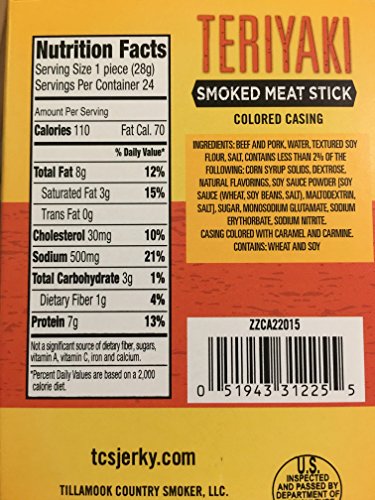 Nutrition Facts
Serving Size 1 piece (28g)
Servings Per Container 24
Amount Per Serving
Calories 110 Fat Cal. 70
% Daily Value*
Total Fat 8g 12%
Saturated Fat 3g 15%
Trans Fat 0g
Cholesterol 30mg 10%
Sodium 500mg 21%
Total Carbohydrate 3g 1%
Dietary Fiber 1g 4%
Protein 7g 13%
Not a significant source of dietary fiber, sugars,
vitamin A, vitamin C, iron and calcium.
*Percent Daily Values are based on a 2,000
calorie diet.
tcsjerky.com
TILLAMOOK COUNTRY SMOKER, LLC.
TERIYAKI
SMOKED MEAT STICK
COLORED CASING
INGREDIENTS: BEEF AND PORK, WATER, TEXTURED SOY
FLOUR, SALT, CONTAINS LESS THAN 2% OF THE
FOLLOWING: CORN SYRUP SOLIDS, DEXTROSE,
NATURAL FLAVORINGS, SOY SAUCE POWDER [SOY
SAUCE (WHEAT, SOY BEANS, SALT), MALTODEXTRIN,
SALT], SUGAR, MONOSODIUM GLUTAMATE, SODIUM
ERYTHORBATE, SODIUM NITRITE.
CASING COLORED WITH CARAMEL AND CARMINE.
CONTAINS: WHEAT AND SOY
ZZCA22015
0 51943 31225 5
U.S.
INSPECTED
AND PASSED BY
DEPARTMENT OF